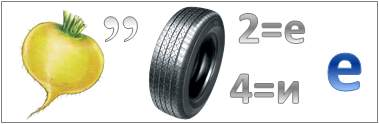 ,,
2=е
4=и
е